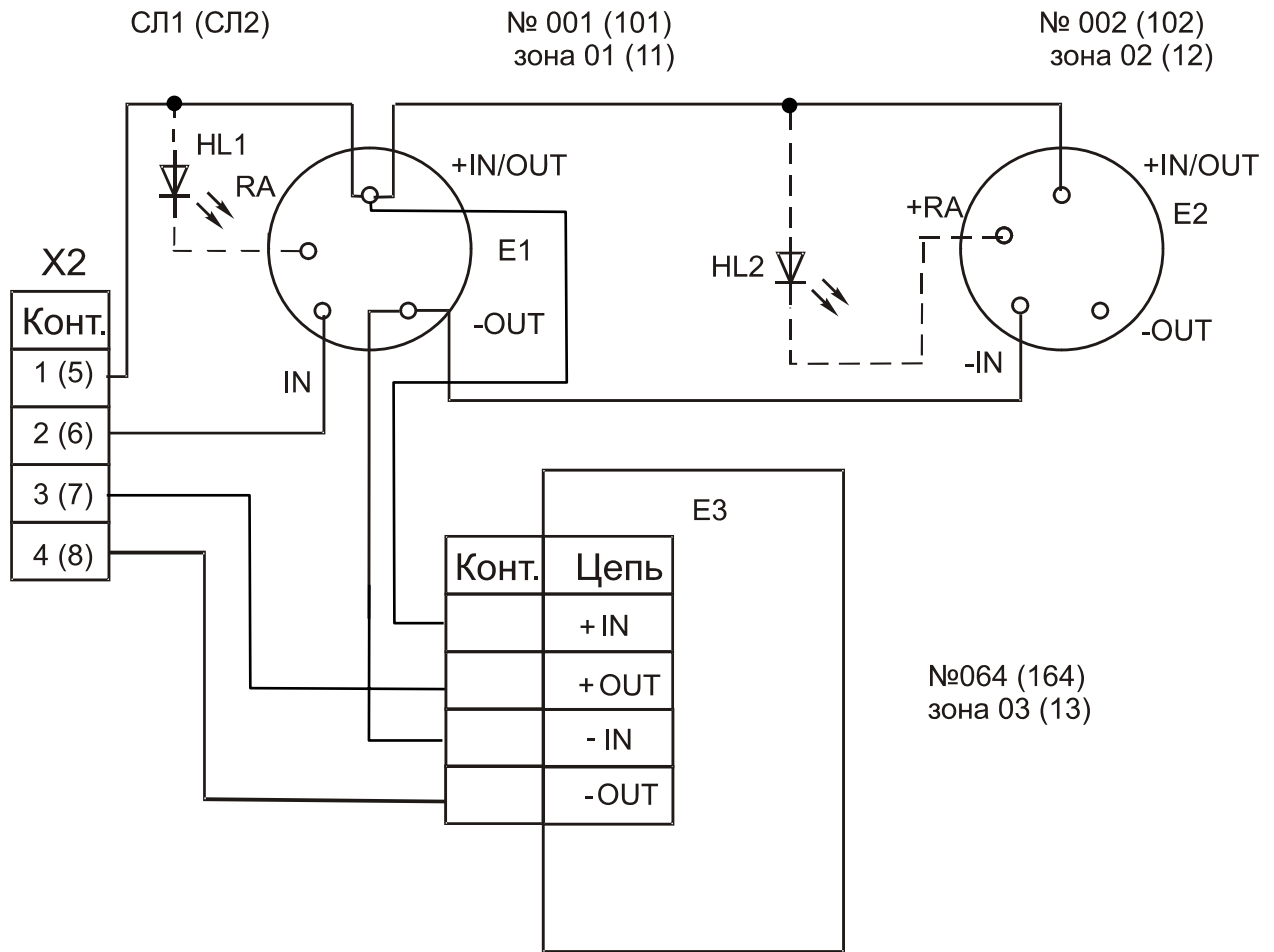 СЛ1 (СЛ2)
№ 001 (101)
зона 01 (11)
№ 002 (102)
зона 02 (12)
HL1
RA
+IN/OUT
E1
-OUT
IN
HL2
+RA
+IN/OUT
E2
-OUT
-IN
X2
Конт.
1 (5)
2 (6)
3 (7)
4 (8)
E3
Конт. Цепь
+ IN
+ OUT
- IN
- OUT
№064 (164)
зона 03 (13)